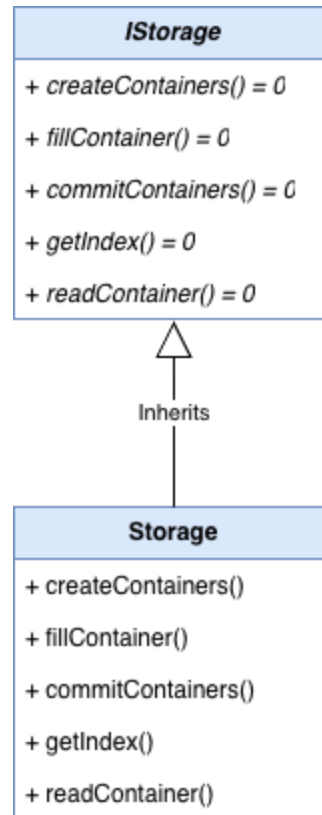 IStorage
+ createContainers() = 0
+ fillContainer() = 0
+ commitContainers() = 0
+ getIndex() = 0
+ readContainer() = 0
Inherits
Storage
+ createContainers()
+ fillContainer()
+ commitContainers()
+ getIndex()
+ readContainer()